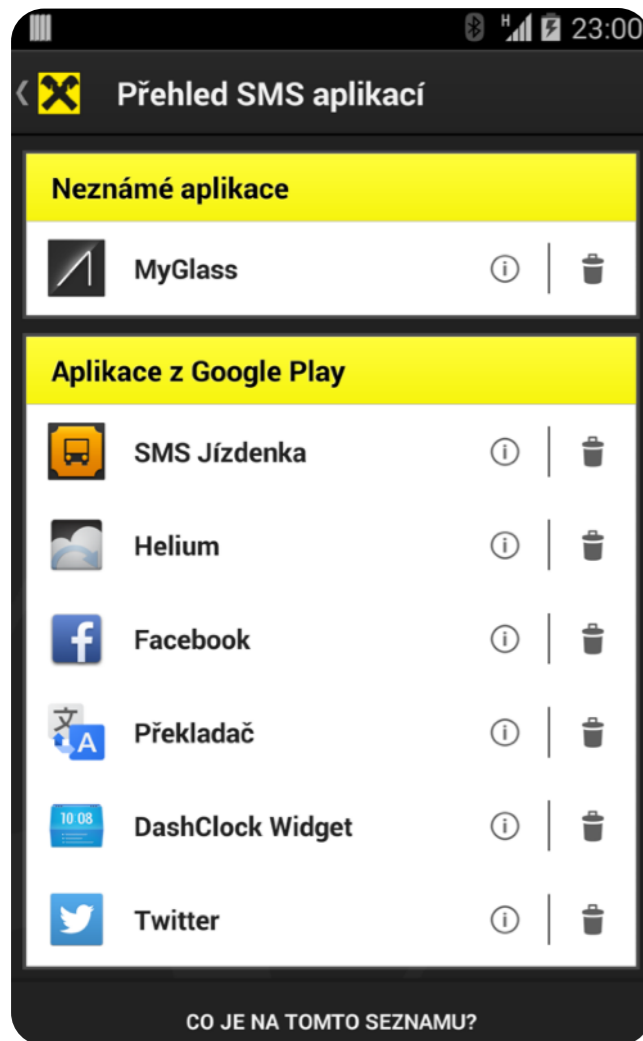 H 23:00
Přehled SMS aplikací
Neznámé aplikace
MyGlass
Aplikace z Google Play
SMS Jízdenka
Helium
f Facebook
文 A Překladač
10 08 DashClock Widget
Twitter
CO JE NA TOMTO SEZNAMU?